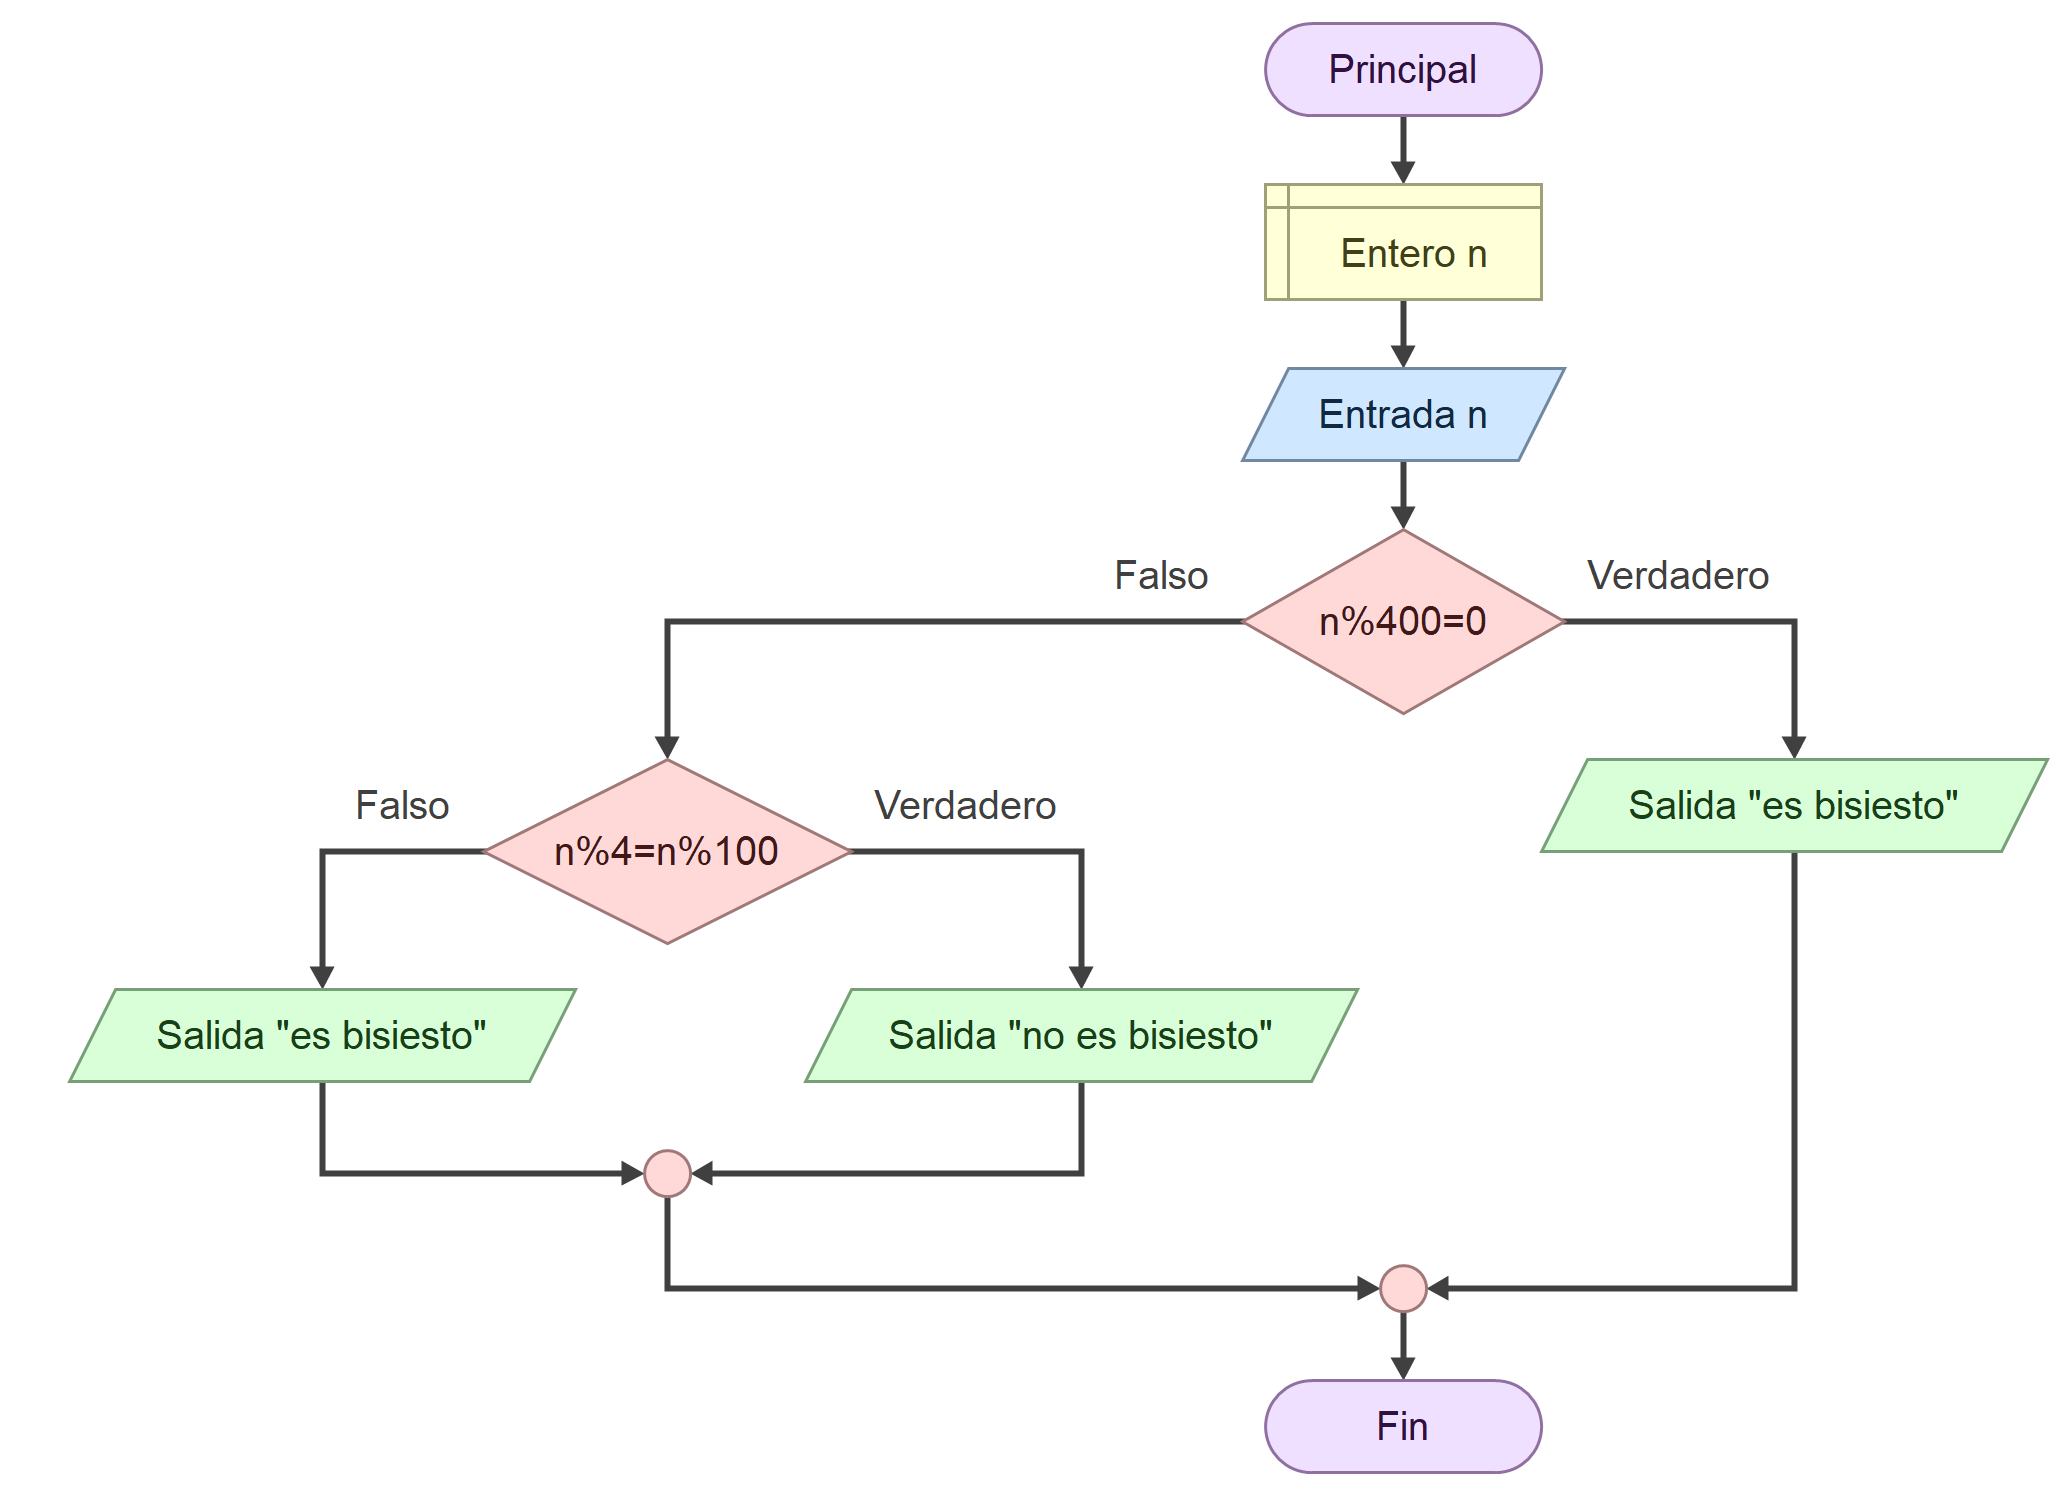 Principal
Entero n
Entrada n
Falso
Verdadero
n%400=0
Falso
Verdadero
Salida "es bisiesto"
n%4=n%100
Salida "es bisiesto"
Salida "no es bisiesto"
Fin